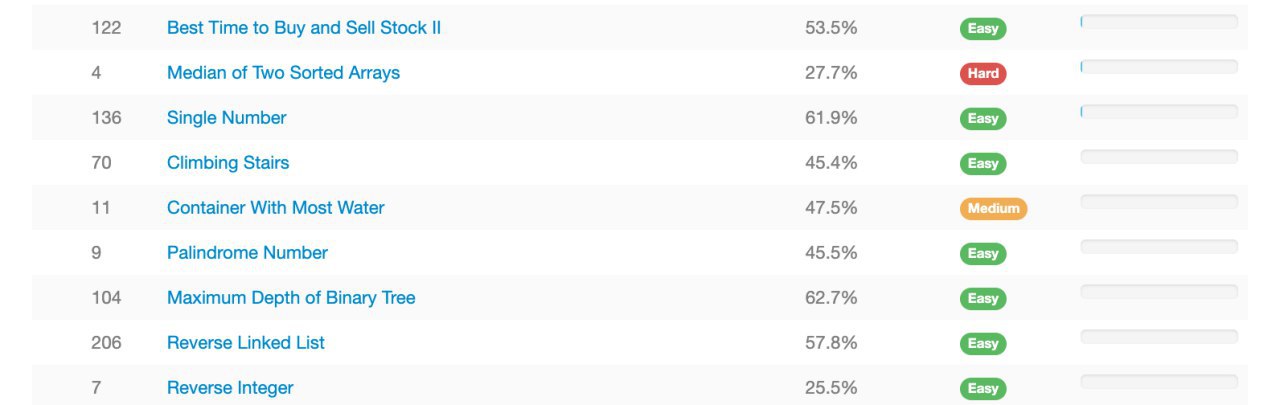 122 Best Time to Buy and Sell Stock II 53.5% Easy
4 Median of Two Sorted Arrays 27.7% Hard
136 Single Number 61.9% Easy
70 Climbing Stairs 45.4% Easy
11 Container With Most Water 47.5% Medium
9 Palindrome Number 45.5% Easy
104 Maximum Depth of Binary Tree 62.7% Easy
206 Reverse Linked List 57.8% Easy
7 Reverse Integer 25.5% Easy